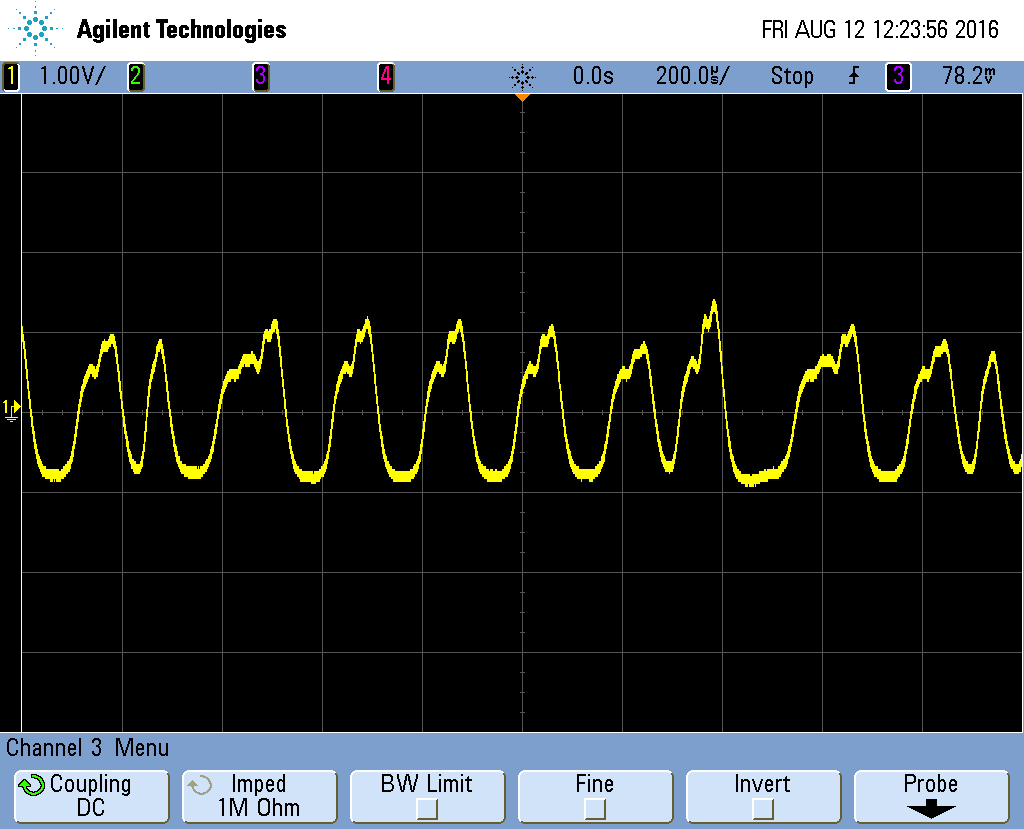 Agilent Technologies FRI AUG 12 12:23:56 2016
1 1.00V/ 2 3 4 0.0s 200.0µs/ Stop 3 78.2mV
1
Channel 3 Menu
Coupling Imped BW Limit Fine Invert Probe
DC 1M Ohm